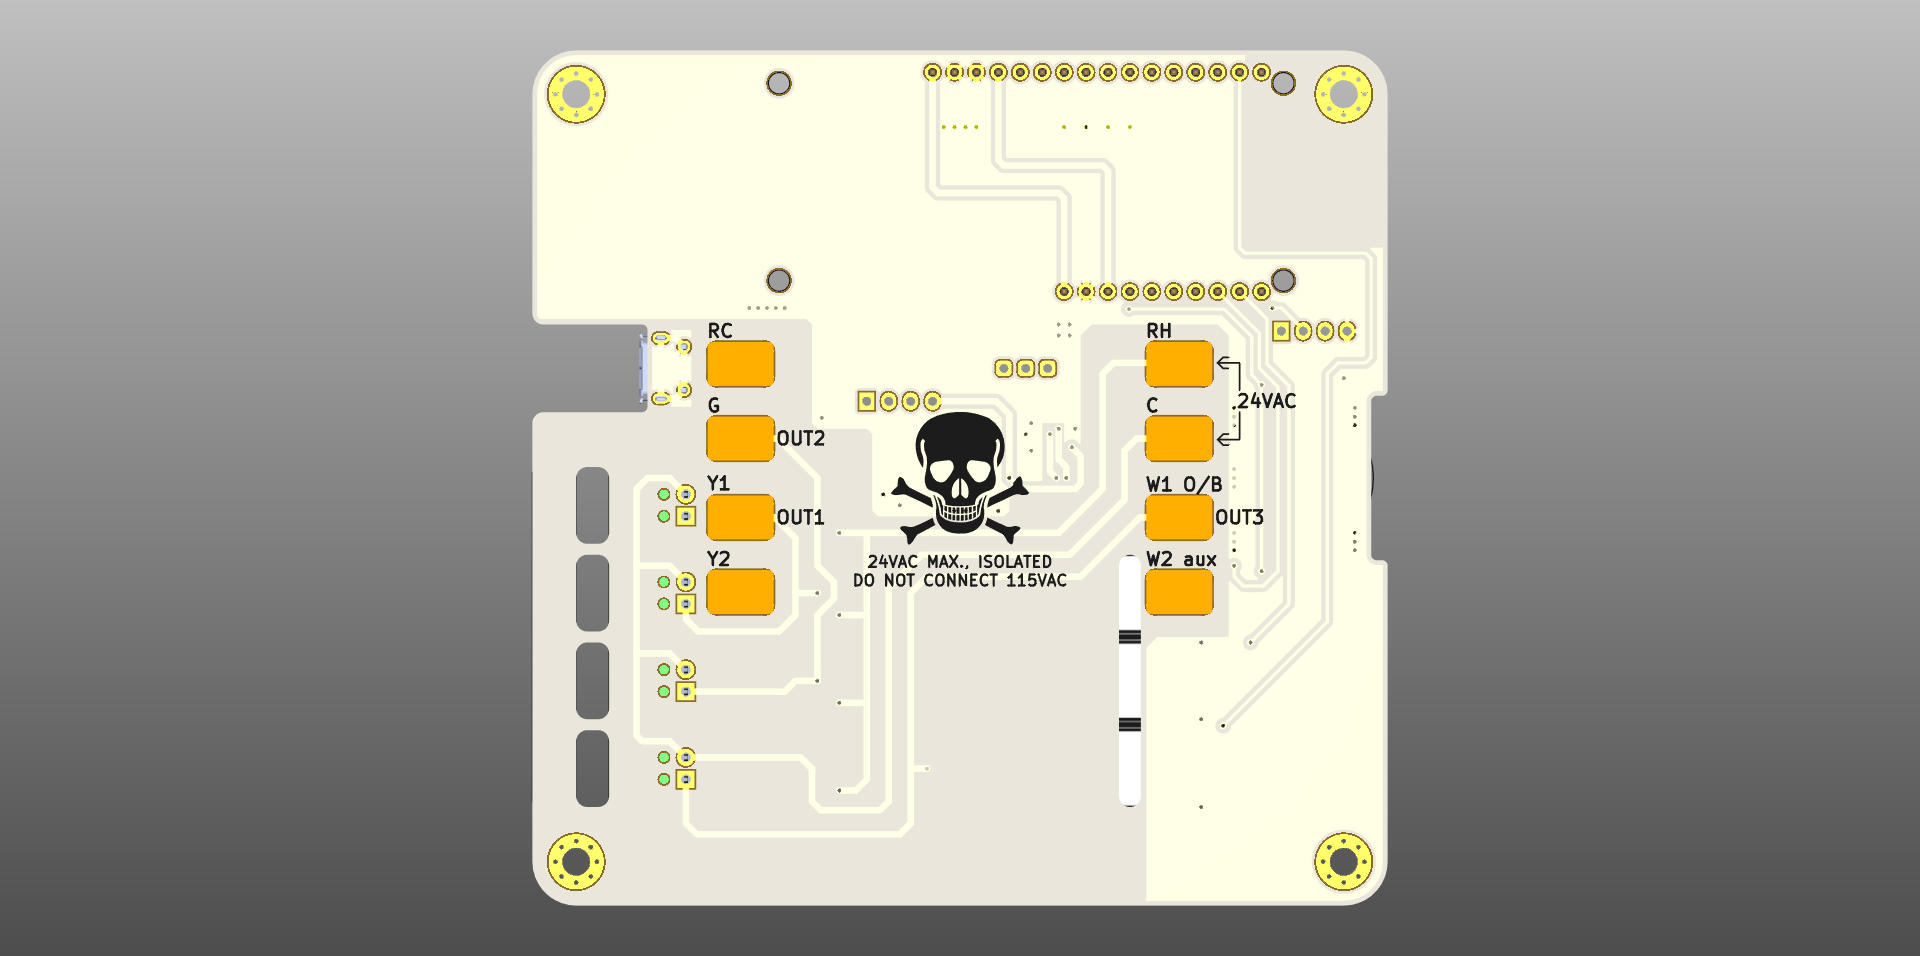 RC
RH
G
C
24VAC
OUT2
Y1
W1 O/B
OUT1
OUT3
Y2
W2 aux
24VAC MAX., ISOLATED
DO NOT CONNECT 115VAC